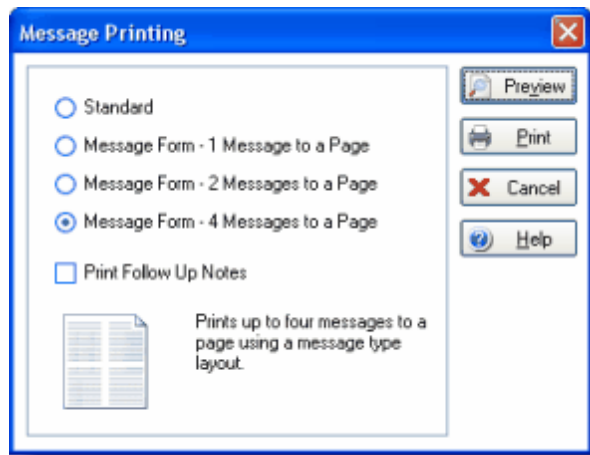 Message Printing
Standard
Message Form - 1 Message to a Page
Message Form - 2 Messages to a Page
Message Form - 4 Messages to a Page
Print Follow Up Notes
Prints up to four messages to a
page using a message type
layout.
Preview
Print
Cancel
Help